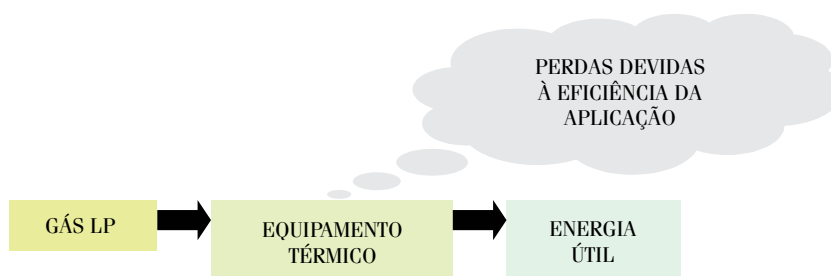 PERDAS DEVIDAS
À EFICIÊNCIA DA
APLICAÇÃO
GÁS LP
EQUIPAMENTO
TÉRMICO
ENERGIA
ÚTIL